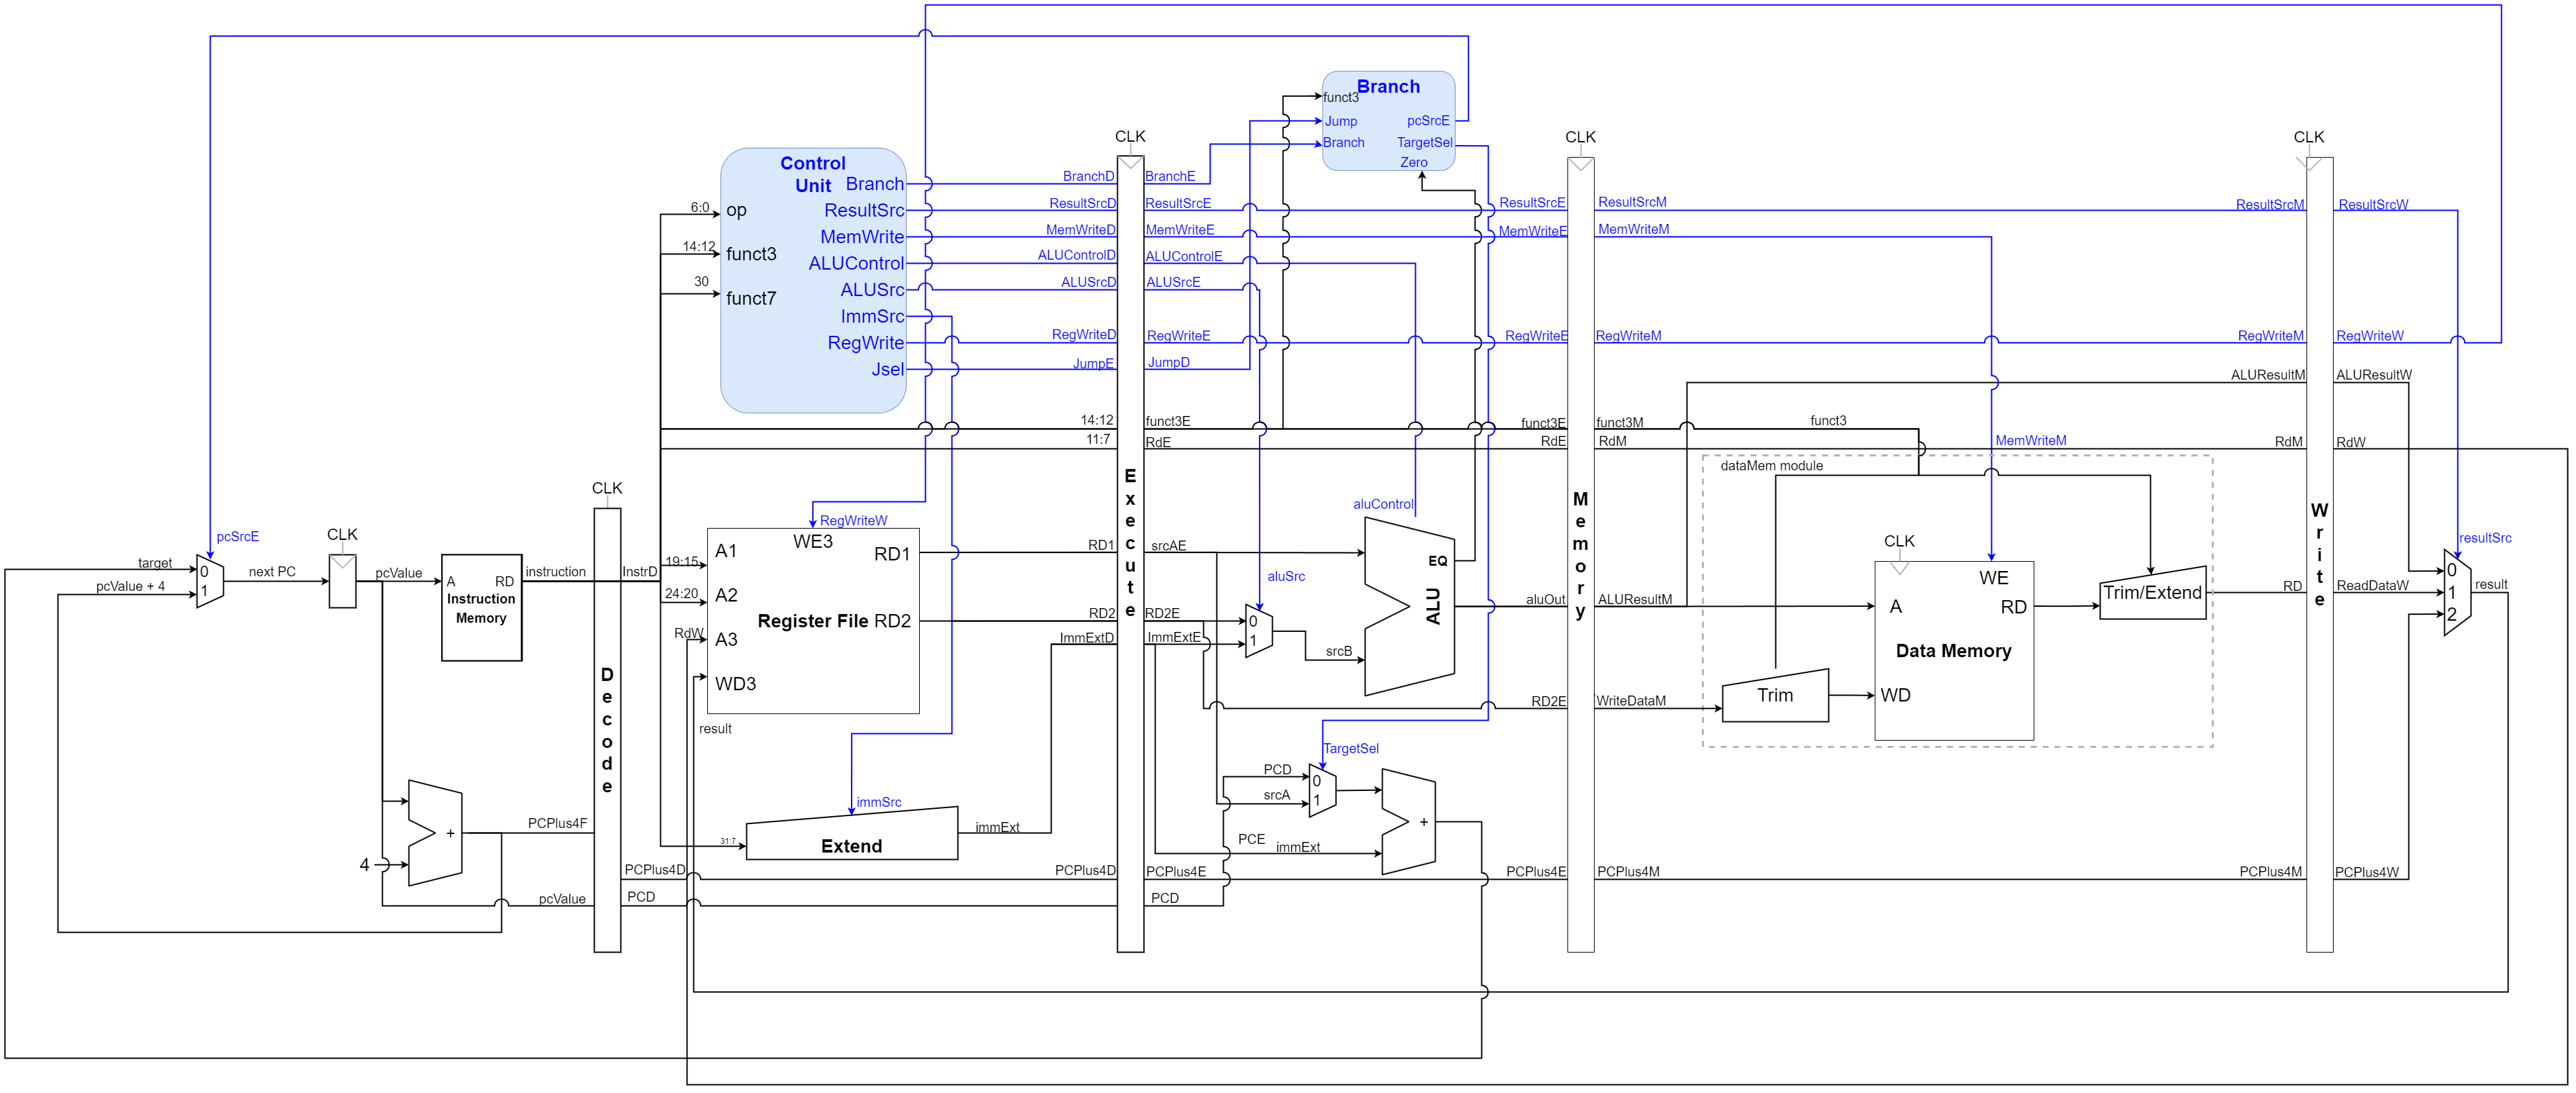 Branch
funct3
Jump
pcSrcE
Branch
TargetSel
Zero
CLK
CLK
CLK
Control
Unit
Branch
BranchD
BranchE
op
6:0
ResultSrc
ResultSrcD
ResultSrcE
ResultSrcE
ResultSrcM
ResultSrcM
ResultSrcW
MemWrite
MemWriteD
MemWriteE
MemWriteE
MemWriteM
14:12
funct3
ALUControl
ALUControlD
ALUControlE
30
funct7
ALUSrc
ALUSrcD
ALUSrcE
ImmSrc
RegWrite
RegWriteD
RegWriteE
RegWriteE
RegWriteM
RegWriteM
RegWriteW
Jsel
JumpE
JumpD
ALUResultM
ALUResultW
14:12
funct3E
funct3E
funct3M
funct3
11:7
RdE
RdE
RdM
MemWriteM
RdM
RdW
dataMem module
CLK
Execute
Memory
Write
aluControl
RegWriteW
WE3
pcSrcE
CLK
CLK
resultSrc
A1
RD1
RD1
srcAE
EQ
target
0
1
next PC
pcValue
A
RD
Instruction
Memory
instruction
InstrD
19:15
aluSrc
WE
0
1
2
result
pcValue + 4
24:20
A2
Register File
RD2
RD2
RD2E
0
1
ALU
aluOut
ALUResultM
A
RD
Trim/Extend
RD
ReadDataW
RdW
A3
ImmExtD
ImmExtE
srcB
Data Memory
Decode
WD3
RD2E
WriteDataM
Trim
WD
result
TargetSel
PCD
0
1
srcA
immSrc
PCPlus4F
+
immExt
+
31:7
Extend
PCE
immExt
4
PCPlus4D
PCPlus4D
PCPlus4E
PCPlus4E
PCPlus4M
PCPlus4M
PCPlus4W
pcValue
PCD
PCD